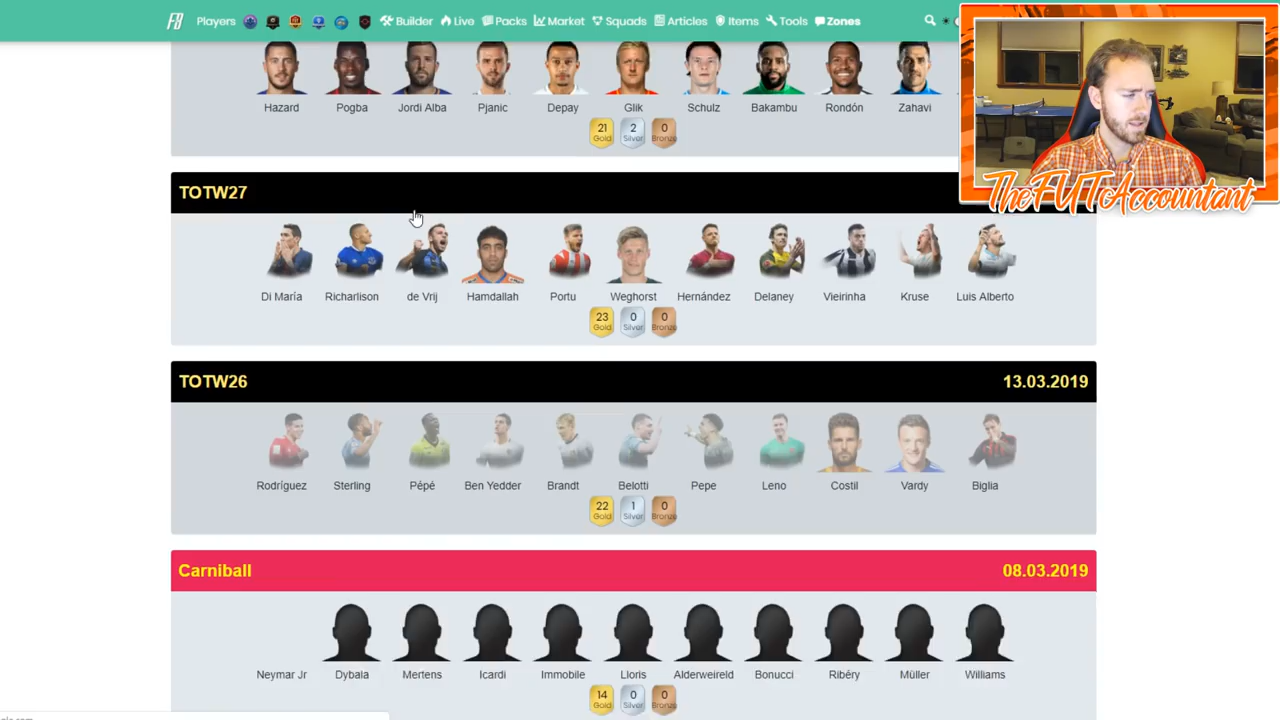 FB Players Builder Live Packs Market Squads Articles Items Tools Zones
Hazard Pogba Jordi Alba Pjanic Depay Glik Schulz Bakambu Rondón Zahavi
21 Gold 2 Silver 0 Bronze
TheFUTAccountant
TOTW27
Di María Richarlison de Vrij Hamdallah Portu Weghorst Hernández Delaney Vieirinha Kruse Luis Alberto
23 Gold 0 Silver 0 Bronze
TOTW26 13.03.2019
Rodríguez Sterling Pépé Ben Yedder Brandt Belotti Pepe Leno Costil Vardy Biglia
22 Gold 1 Silver 0 Bronze
Carniball 08.03.2019
Neymar Jr Dybala Mertens Icardi Immobile Lloris Alderweireld Bonucci Ribéry Müller Williams
14 Gold 0 Silver 0 Bronze